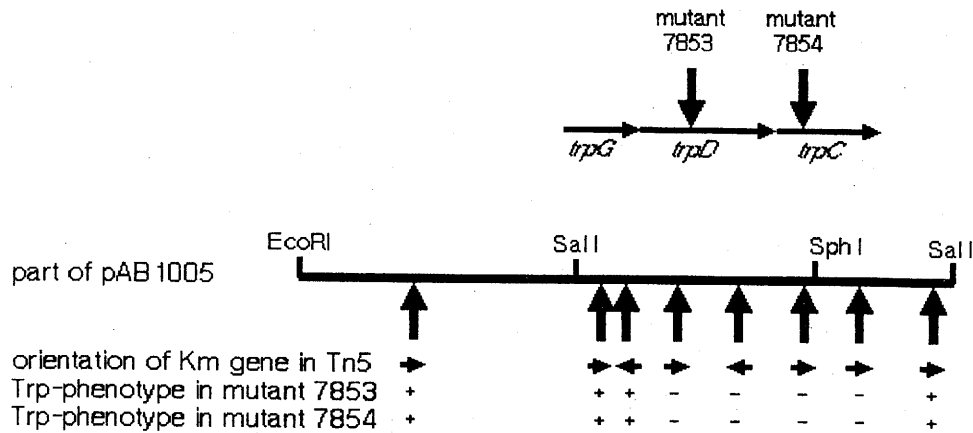 mutant mutant
7853 7854
trpG trpD trpC
EcoRI SalI SphI SalI
part of pAB1005
orientation of Km gene in Tn5
Trp-phenotype in mutant 7853 + + + - - - - +
Trp-phenotype in mutant 7854 + + + - - - - +